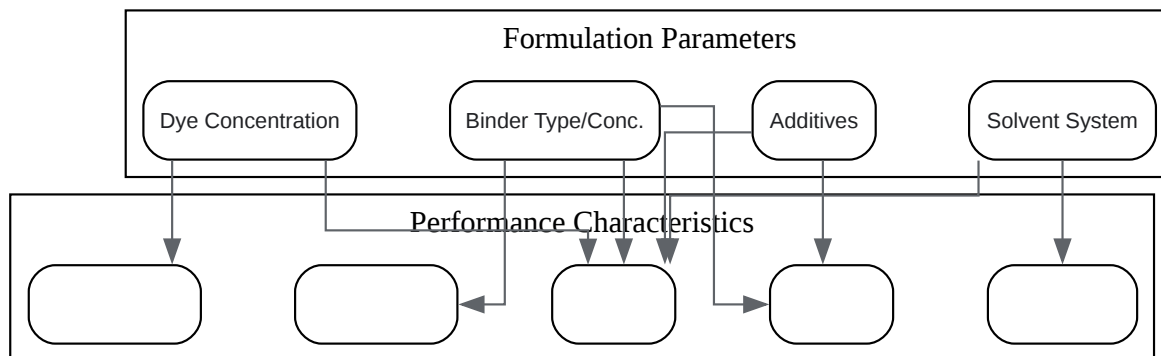 Formulation Parameters
Dye Concentration
Binder Type/Conc.
Additives
Solvent System
Performance Characteristics